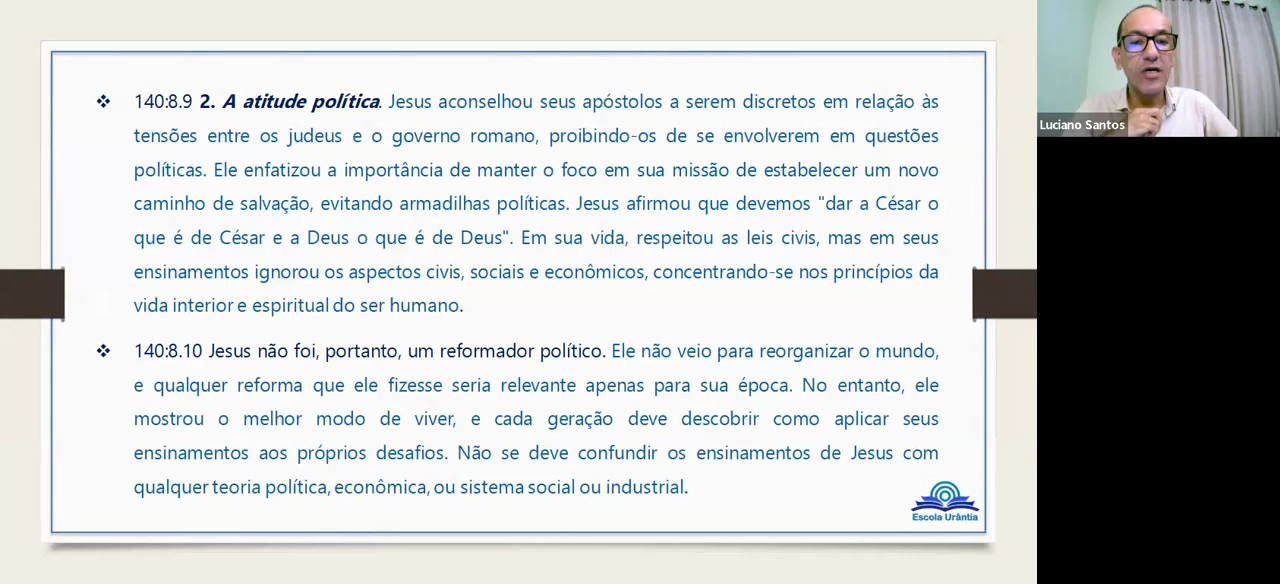 ❖ 140:8.9 2. A atitude política. Jesus aconselhou seus apóstolos a serem discretos em relação às
tensões entre os judeus e o governo romano, proibindo-os de se envolverem em questões
políticas. Ele enfatizou a importância de manter o foco em sua missão de estabelecer um novo
caminho de salvação, evitando armadilhas políticas. Jesus afirmou que devemos "dar a César o
que é de César e a Deus o que é de Deus". Em sua vida, respeitou as leis civis, mas em seus
ensinamentos ignorou os aspectos civis, sociais e econômicos, concentrando-se nos princípios da
vida interior e espiritual do ser humano.
❖ 140:8.10 Jesus não foi, portanto, um reformador político. Ele não veio para reorganizar o mundo,
e qualquer reforma que ele fizesse seria relevante apenas para sua época. No entanto, ele
mostrou o melhor modo de viver, e cada geração deve descobrir como aplicar seus
ensinamentos aos próprios desafios. Não se deve confundir os ensinamentos de Jesus com
qualquer teoria política, econômica, ou sistema social ou industrial.
Escola Urântia
Luciano Santos